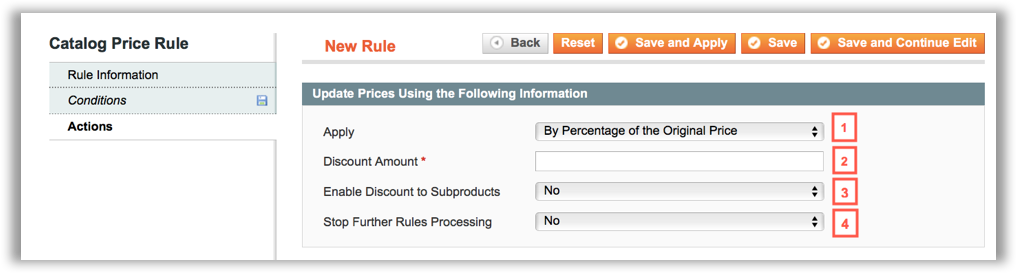 Catalog Price Rule
Rule Information
Conditions
Actions
New Rule
Back
Reset
Save and Apply
Save
Save and Continue Edit
Update Prices Using the Following Information
Apply
By Percentage of the Original Price
1
Discount Amount *
2
Enable Discount to Subproducts
No
3
Stop Further Rules Processing
No
4